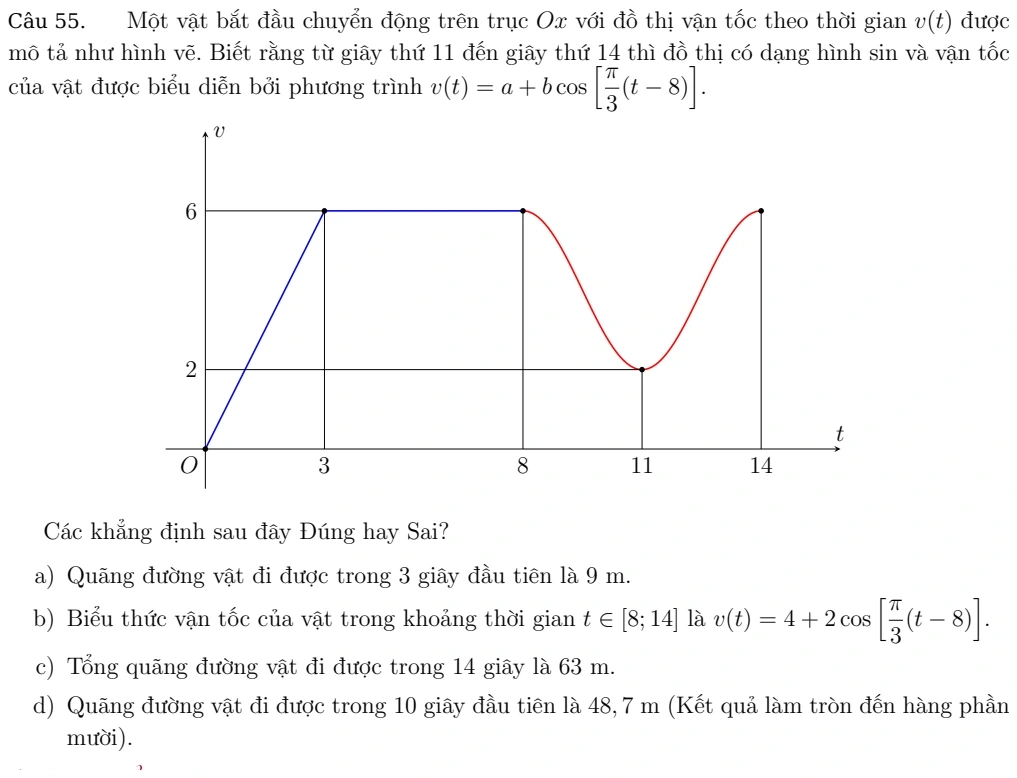 Câu 55. Một vật bắt đầu chuyển động trên trục Ox với đồ thị vận tốc theo thời gian v(t) được
mô tả như hình vẽ. Biết rằng từ giây thứ 11 đến giây thứ 14 thì đồ thị có dạng hình sin và vận tốc
của vật được biểu diễn bởi phương trình v(t) = a + b cos [π/3 (t − 8)].
v
6
2
t
O 3 8 11 14
Các khẳng định sau đây Đúng hay Sai?
a) Quãng đường vật đi được trong 3 giây đầu tiên là 9 m.
b) Biểu thức vận tốc của vật trong khoảng thời gian t ∈ [8; 14] là v(t) = 4 + 2 cos [π/3 (t − 8)].
c) Tổng quãng đường vật đi được trong 14 giây là 63 m.
d) Quãng đường vật đi được trong 10 giây đầu tiên là 48, 7 m (Kết quả làm tròn đến hàng phần
mười).